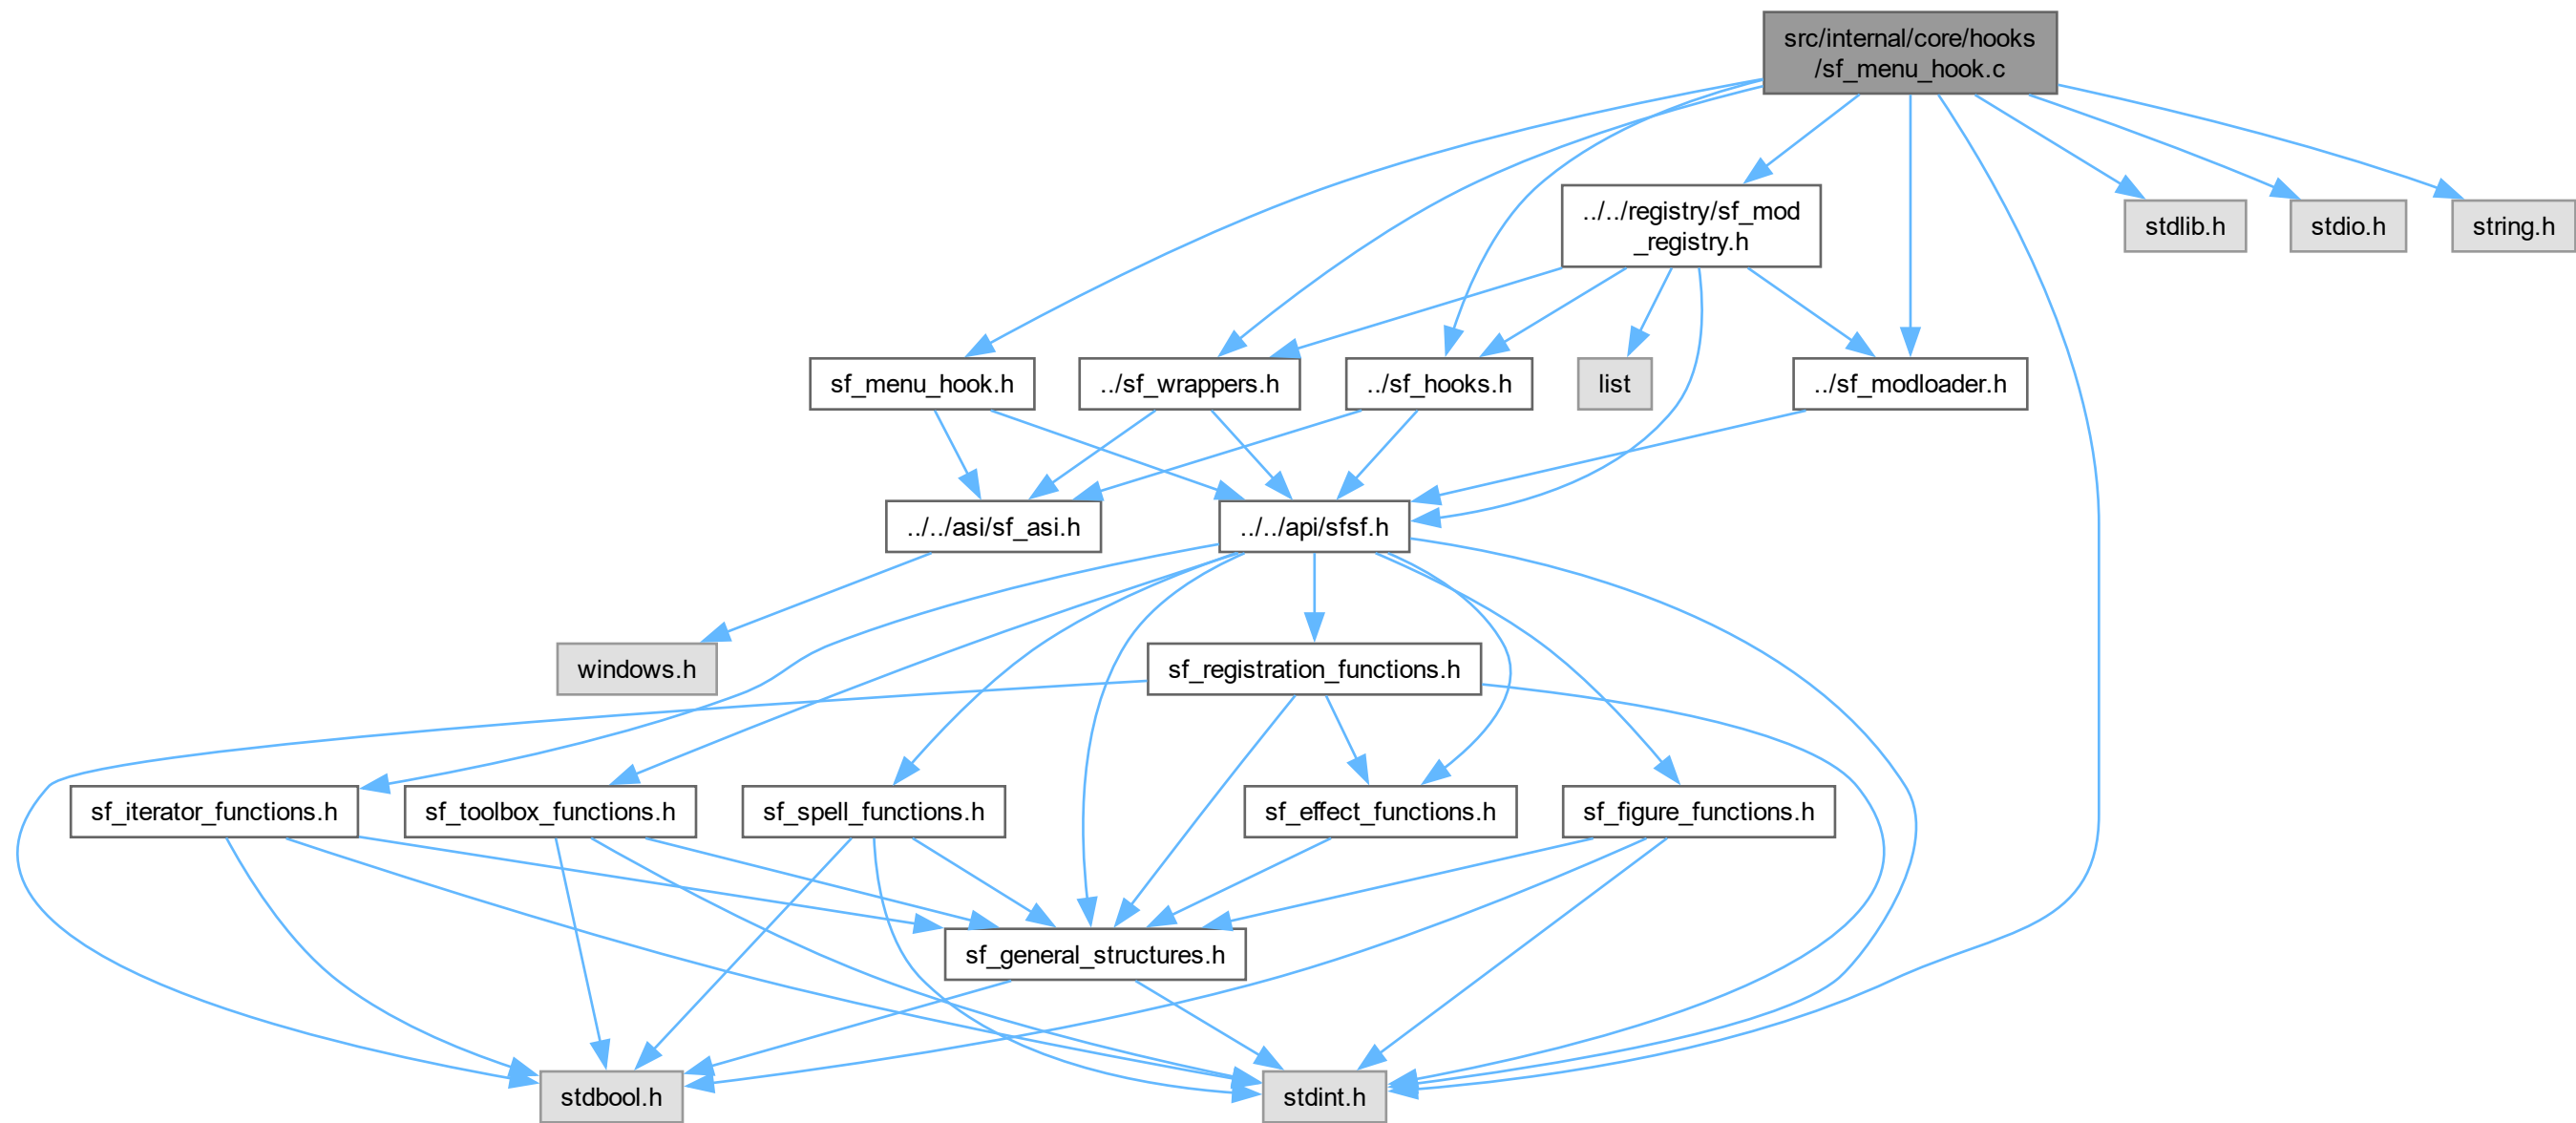 src/internal/core/hooks
/sf_menu_hook.c
../../registry/sf_mod
_registry.h
stdlib.h
stdio.h
string.h
sf_menu_hook.h
../sf_wrappers.h
../sf_hooks.h
list
../sf_modloader.h
../../asi/sf_asi.h
../../api/sfsf.h
windows.h
sf_registration_functions.h
sf_iterator_functions.h
sf_toolbox_functions.h
sf_spell_functions.h
sf_effect_functions.h
sf_figure_functions.h
sf_general_structures.h
stdbool.h
stdint.h